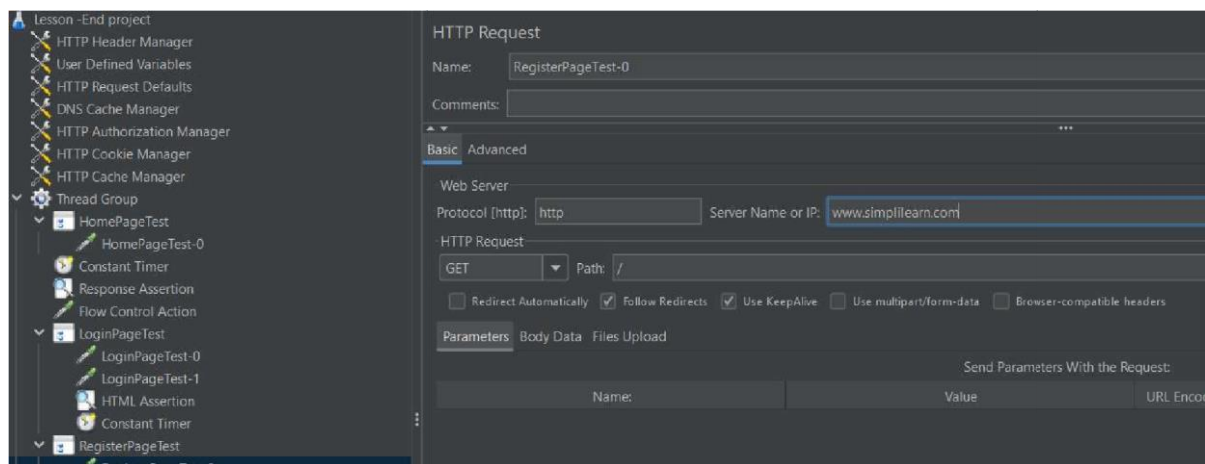 Lesson -End project
HTTP Header Manager
User Defined Variables
HTTP Request Defaults
DNS Cache Manager
HTTP Authorization Manager
HTTP Cookie Manager
HTTP Cache Manager
Thread Group
HomePageTest
HomePageTest-0
Constant Timer
Response Assertion
Flow Control Action
LoginPageTest
LoginPageTest-0
LoginPageTest-1
HTML Assertion
Constant Timer
RegisterPageTest
HTTP Request
Name: RegisterPageTest-0
Comments:
Basic Advanced
Web Server
Protocol [http]: http Server Name or IP: www.simplilearn.com
HTTP Request
GET Path: /
Redirect Automatically Follow Redirects Use KeepAlive Use multipart/form-data Browser-compatible headers
Parameters Body Data Files Upload
Send Parameters With the Request:
Name: Value URL Enco